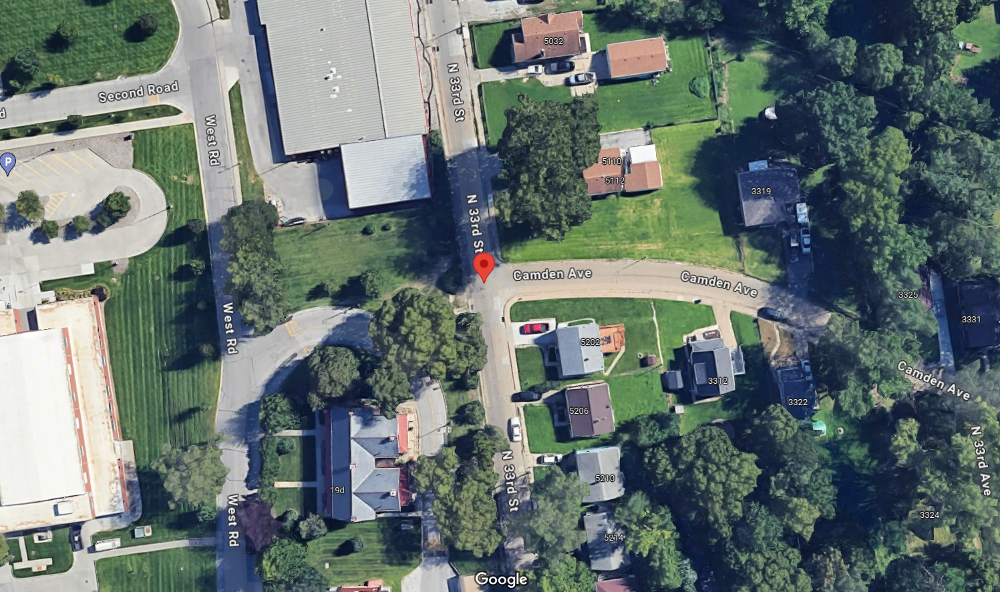 5032
N 33rd St
Second Road
d
West Rd
P
5110
5112
3319
N 33rd St
Camden Ave
Camden Ave
3325
3331
West Rd
5202
3312
Camden Ave
3322
5206
N 33rd Ave
N 33rd St
5210
19d
West Rd
3324
5214
Google